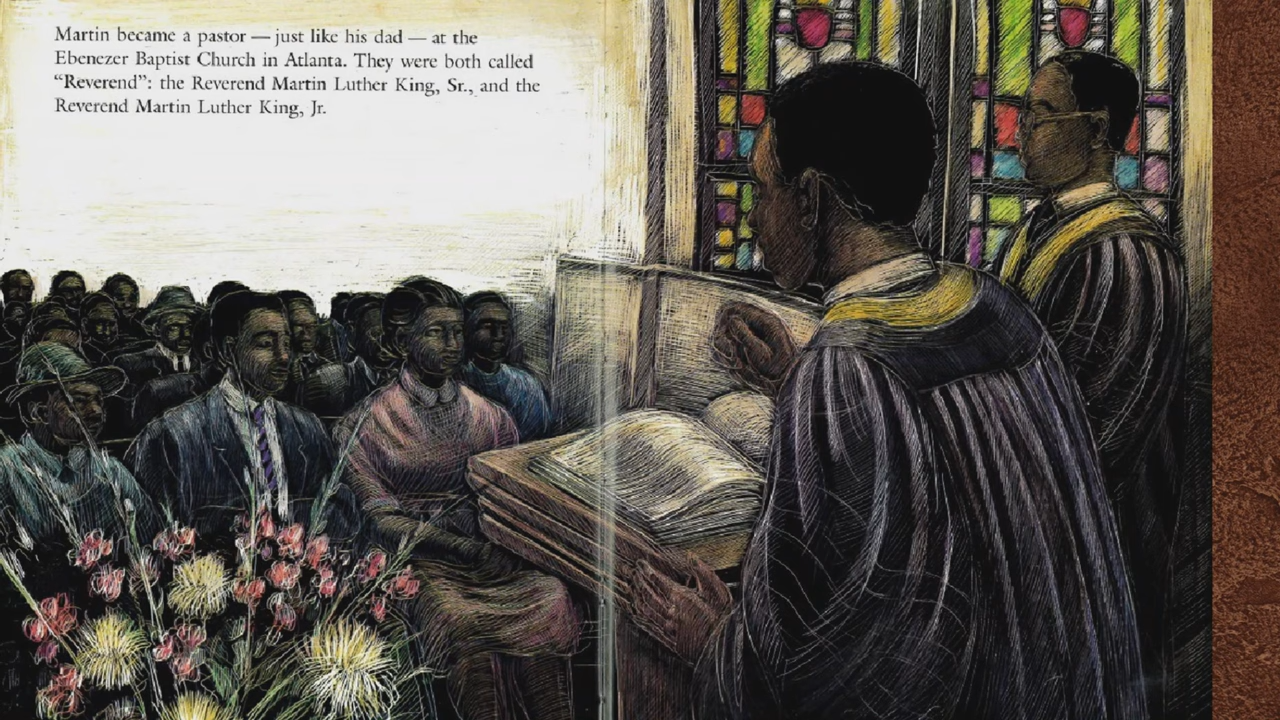 Martin became a pastor — just like his dad — at the
Ebenezer Baptist Church in Atlanta. They were both called
“Reverend”: the Reverend Martin Luther King, Sr., and the
Reverend Martin Luther King, Jr.